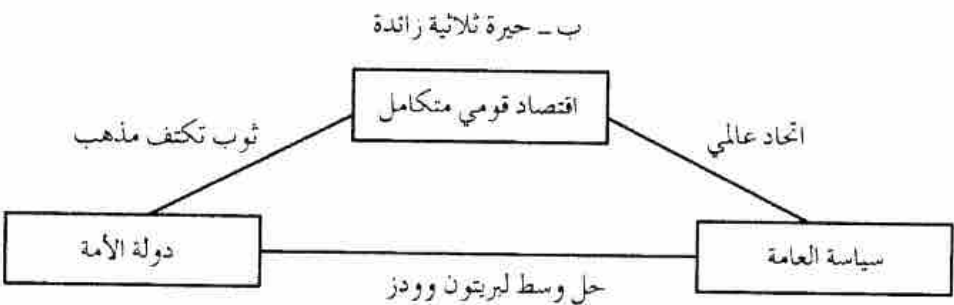 ب ـ حيرة ثلاثية زائدة
اقتصاد قومي متكامل
اتحاد عالمي
ثوب تكتف مذهب
سياسة العامة
دولة الأمة
حل وسط لبريتون وودز